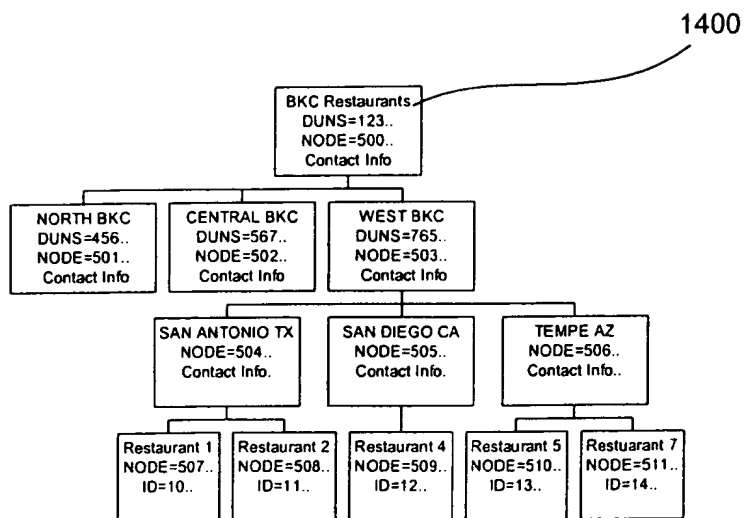 1400
BKC Restaurants
DUNS=123..
NODE=500..
Contact Info
NORTH BKC
DUNS=456..
NODE=501..
Contact Info
CENTRAL BKC
DUNS=567..
NODE=502..
Contact Info
WEST BKC
DUNS=765..
NODE=503..
Contact Info
SAN ANTONIO TX
NODE=504..
Contact Info.
SAN DIEGO CA
NODE=505..
Contact Info.
TEMPE AZ
NODE=506..
Contact Info..
Restaurant 1
NODE=507..
ID=10..
Restaurant 2
NODE=508..
ID=11..
Restaurant 4
NODE=509..
ID=12..
Restaurant 5
NODE=510..
ID=13..
Restuarant 7
NODE=511..
ID=14..